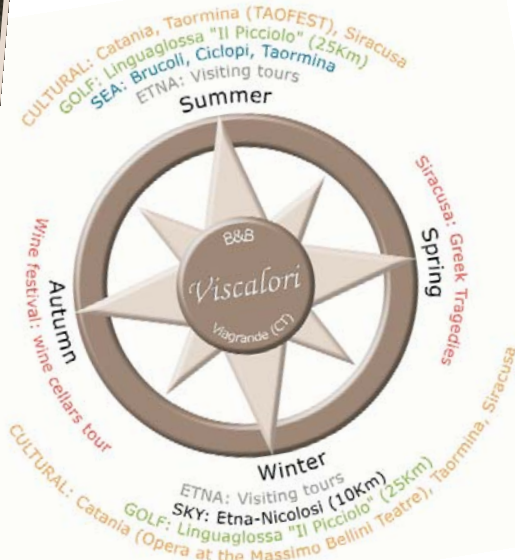 CULTURAL: Catania, Taormina (TAOFEST), Siracusa
GOLF: Linguaglossa "Il Picciolo" (25Km)
SEA: Brucoli, Ciclopi, Taormina
ETNA: Visiting tours
Summer
Siracusa: Greek Tragedies
Spring
B&B
Viscalori
Viagrande (CT)
Autumn
Wine festival: wine cellars tour
Winter
ETNA: Visiting tours
SKY: Etna-Nicolosi (10Km)
GOLF: Linguaglossa "Il Picciolo" (25Km)
CULTURAL: Catania (Opera at the Massimo Bellini Teatre), Taormina, Siracusa